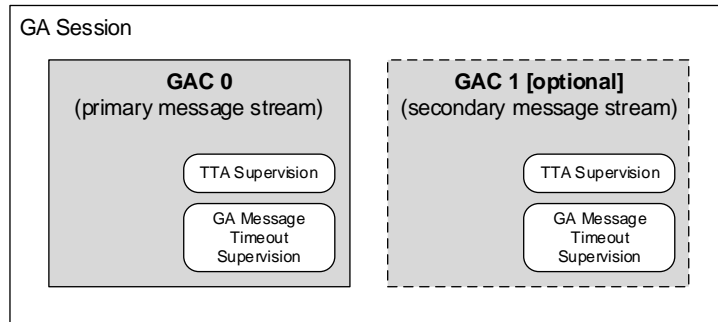 GA Session
GAC 0
(primary message stream)
TTA Supervision
GA Message
Timeout
Supervision
GAC 1 [optional]
(secondary message stream)
TTA Supervision
GA Message
Timeout
Supervision